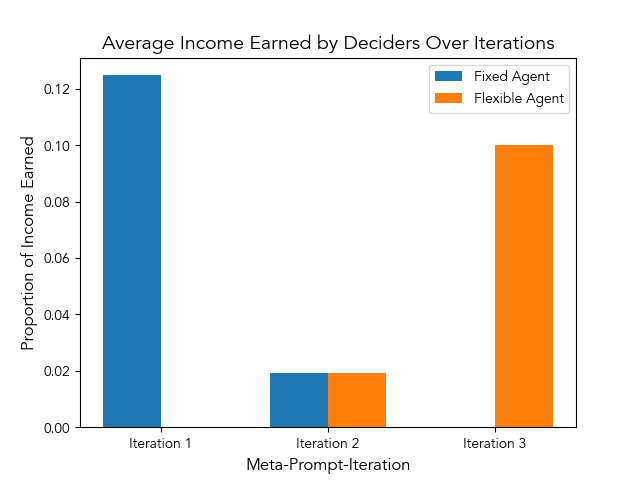 Average Income Earned by Deciders Over Iterations
Fixed Agent
Flexible Agent
Proportion of Income Earned
0.12
0.10
0.08
0.06
0.04
0.02
0.00
Iteration 1
Iteration 2
Iteration 3
Meta-Prompt-Iteration